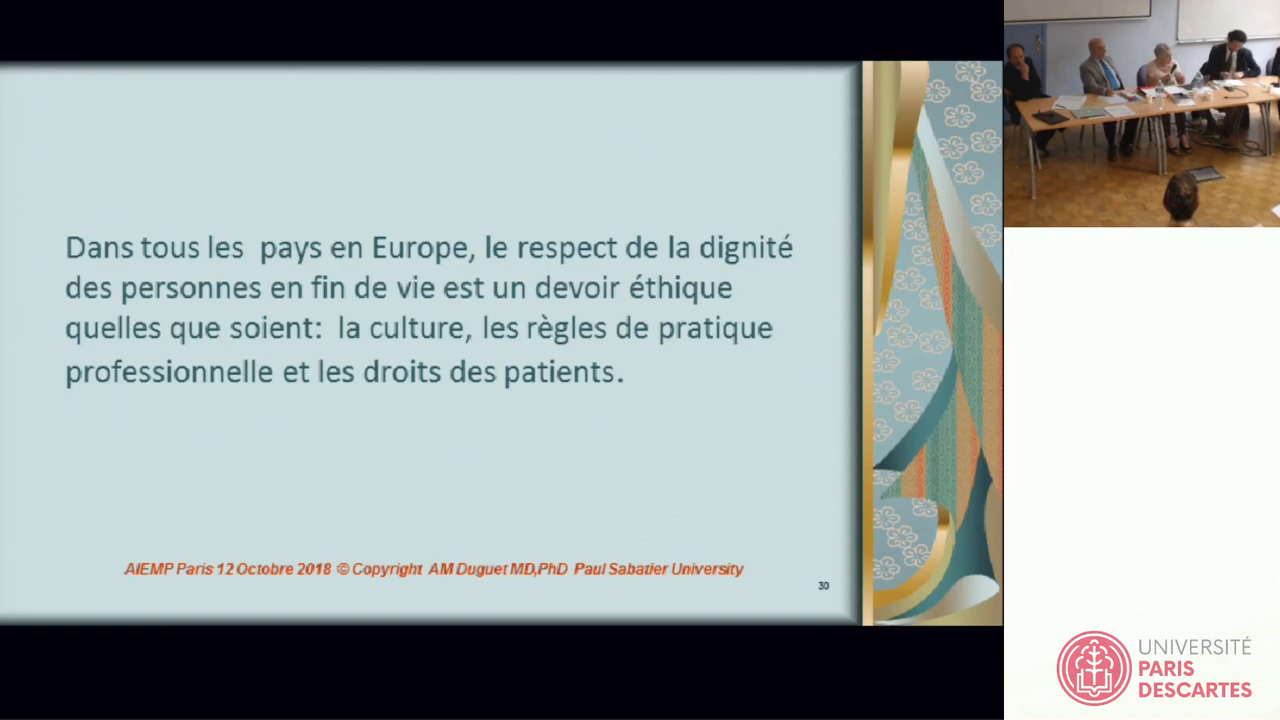 Dans tous les pays en Europe, le respect de la dignité
des personnes en fin de vie est un devoir éthique
quelles que soient: la culture, les règles de pratique
professionnelle et les droits des patients.
AIEMP Paris 12 Octobre 2018 © Copyright AM Duguet MD,PhD Paul Sabatier University
30
UNIVERSITÉ
PARIS
DESCARTES